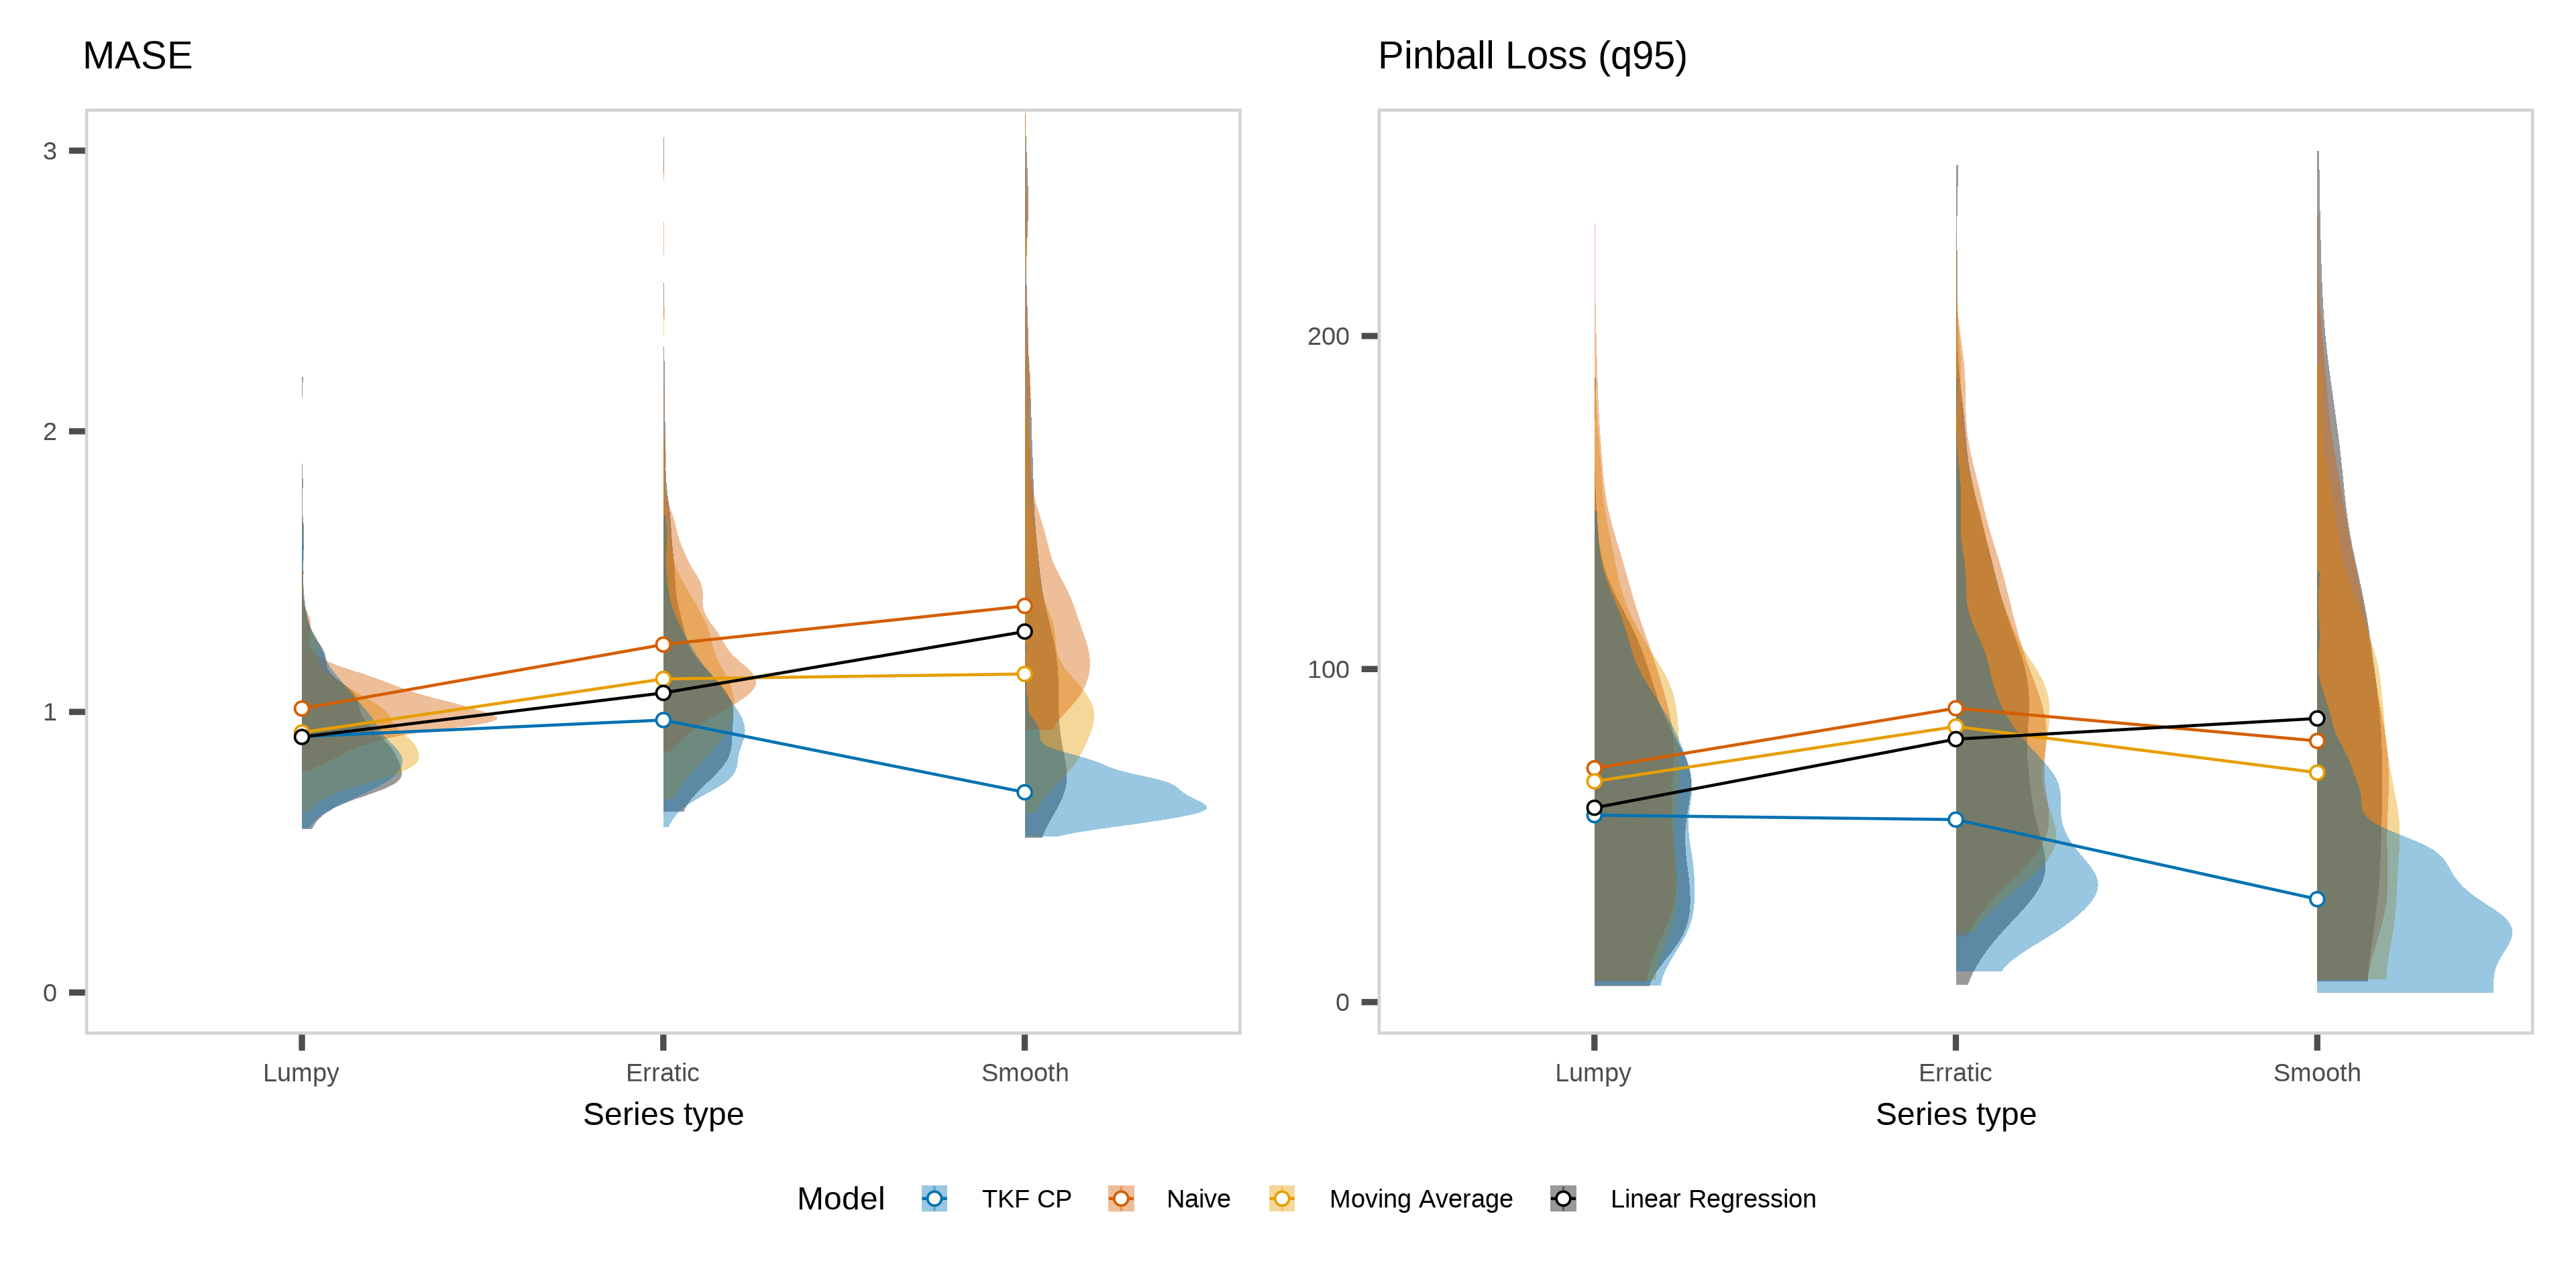 MASE
3
2
1
0
Lumpy Erratic Smooth
Series type
Pinball Loss (q95)
200
100
0
Lumpy Erratic Smooth
Series type
Model TKF CP Naive Moving Average Linear Regression